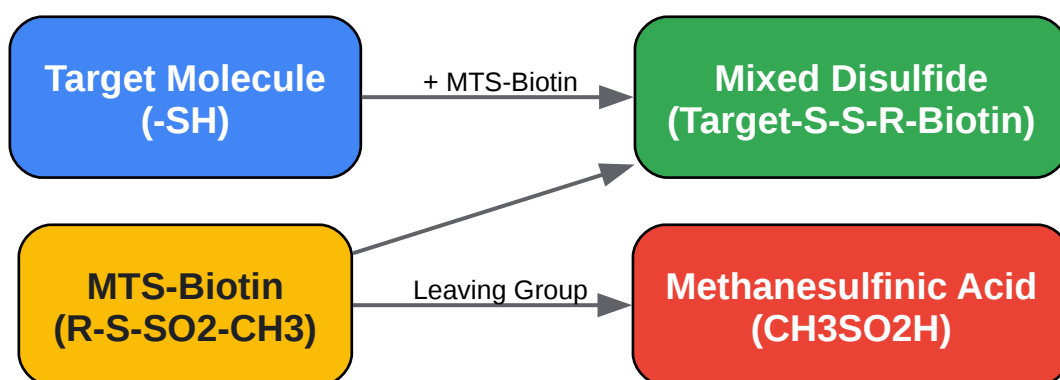 Target Molecule
(-SH)
+ MTS-Biotin
Mixed Disulfide
(Target-S-S-R-Biotin)
MTS-Biotin
(R-S-SO2-CH3)
Leaving Group
Methanesulfinic Acid
(CH3SO2H)